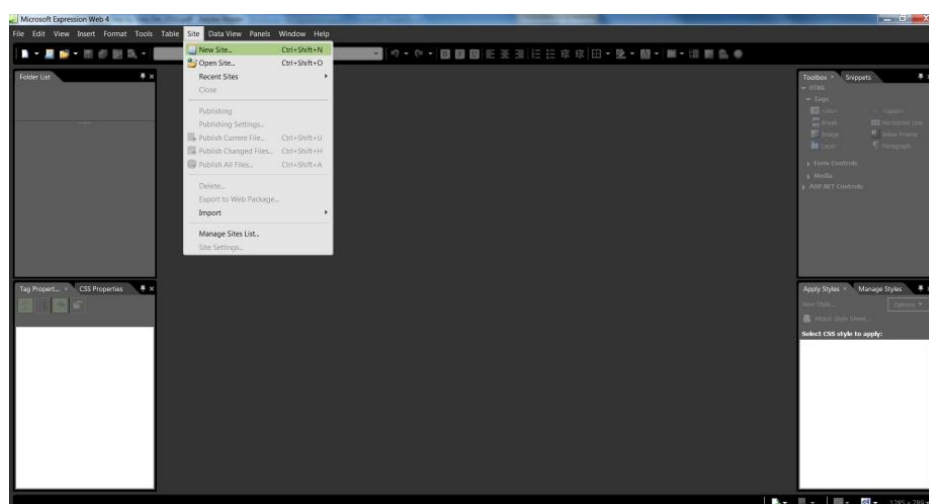 Microsoft Expression Web 4
File Edit View Insert Format Tools Table Site Data View Panels Window Help
New Site... Ctrl+Shift+N
Open Site... Ctrl+Shift+O
Recent Sites
Close
Publishing
Publishing Settings...
Publish Current File... Ctrl+Shift+U
Publish Changed Files... Ctrl+Shift+H
Publish All Files... Ctrl+Shift+A
Delete...
Export to Web Package...
Import
Manage Sites List...
Site Settings...
Folder List
Toolbox Snippets
HTML
Tags
<div> <span>
Break Horizontal Line
Image Inline Frame
Layer Paragraph
Form Controls
Media
ASP.NET Controls
Tag Propert... CSS Properties
Apply Styles Manage Styles
New Style... Options
Attach Style Sheet...
Select CSS style to apply:
1285 x 789